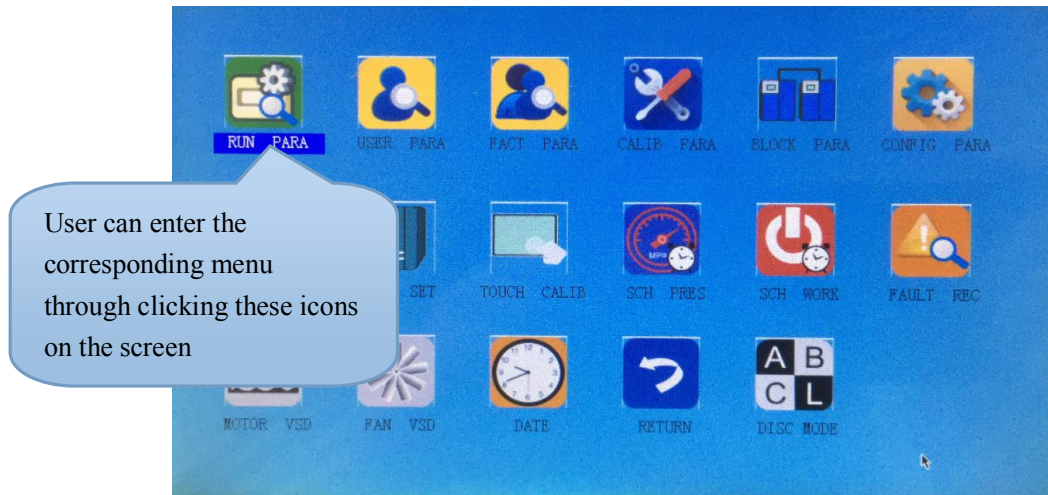 RUN PARA
USER PARA
FACT PARA
CALIB PARA
BLOCK PARA
CONFIG PARA
User can enter the
corresponding menu
through clicking these icons
on the screen
SET
TOUCH CALIB
MPa
SCH PRES
SCH WORK
FAULT REC
12
A B
C L
MOTOR VSD
FAN VSD
DATE
RETURN
DISC MODE